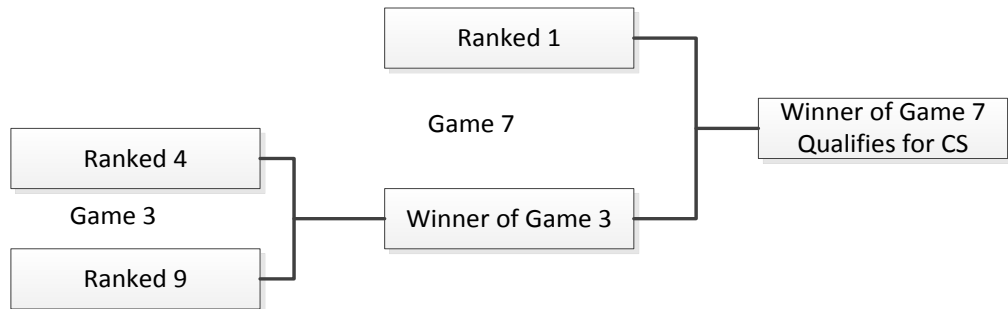 Ranked 1
Game 7
Winner of Game 7
Qualifies for CS
Ranked 4
Game 3
Winner of Game 3
Ranked 9